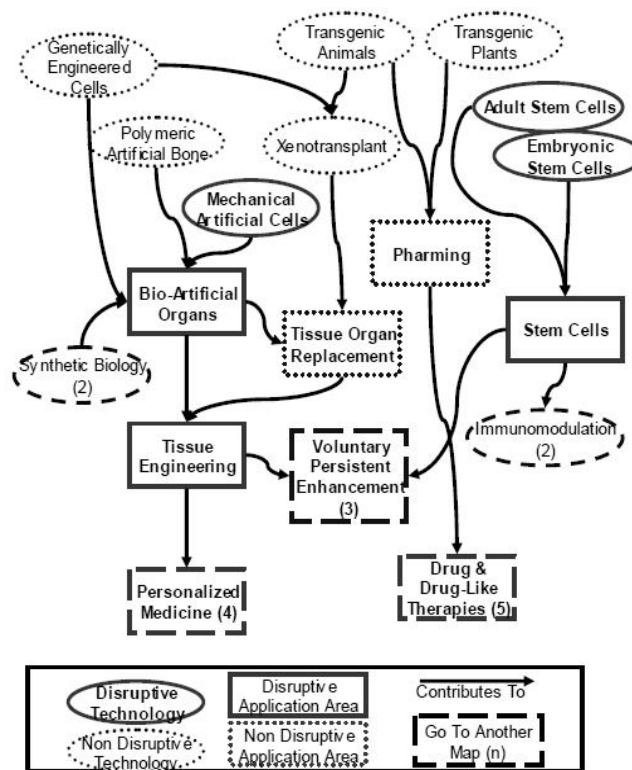 Genetically
Engineered
Cells
Transgenic
Animals
Transgenic
Plants
Adult Stem Cells
Embryonic
Stem Cells
Polymeric
Artificial Bone
Xenotransplant
Mechanical
Artificial Cells
Pharming
Bio-Artificial
Organs
Tissue Organ
Replacement
Stem Cells
Synthetic Biology
(2)
Immunomodulation
(2)
Tissue
Engineering
Voluntary
Persistent
Enhancement
(3)
Personalized
Medicine (4)
Drug &
Drug-Like
Therapies (5)
Disruptive
Technology
Disruptive
Application Area
Contributes To
Non Disruptive
Technology
Non Disruptive
Application Area
Go To Another
Map (n)